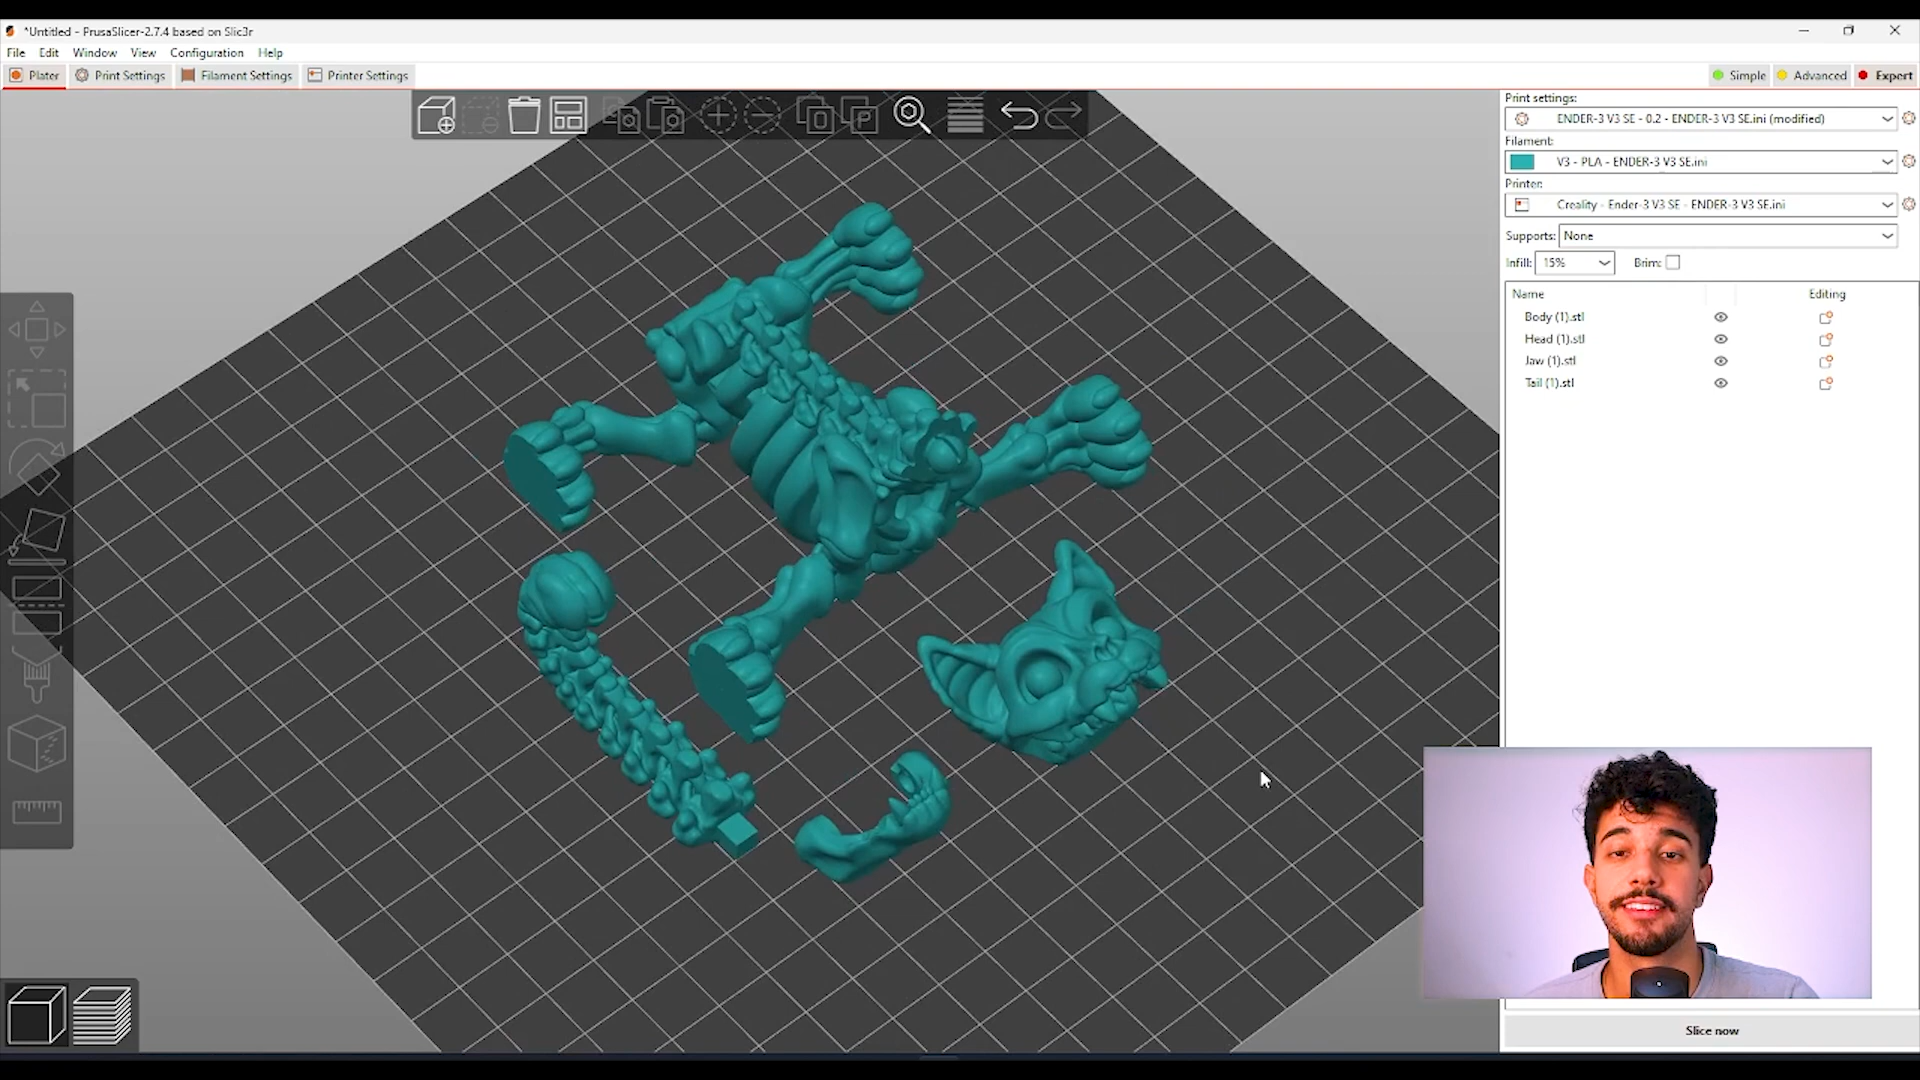 *Untitled - PrusaSlicer-2.7.4 based on Slic3r
File Edit Window View Configuration Help
Plater Print Settings Filament Settings Printer Settings Simple Advanced Expert
Print settings:
ENDER-3 V3 SE - 0.2 - ENDER-3 V3 SE.ini (modified)
Filament:
V3 - PLA - ENDER-3 V3 SE.ini
Printer:
Creality - Ender-3 V3 SE - ENDER-3 V3 SE.ini
Supports: None
Infill: 15% Brim:
Name Editing
Body (1).stl
Head (1).stl
Jaw (1).stl
Tail (1).stl
Slice now